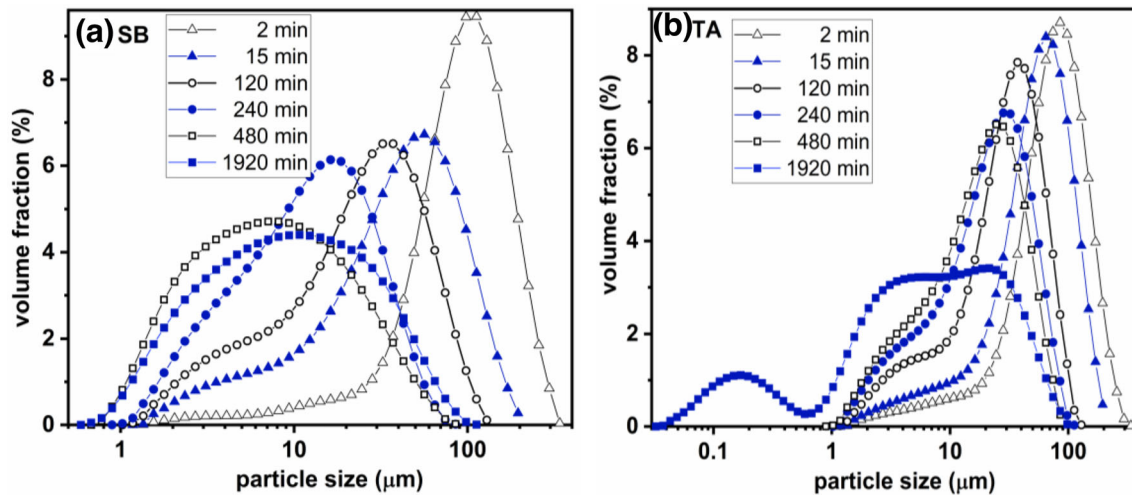 (a) SB
2 min
15 min
120 min
240 min
480 min
1920 min
8
6
4
2
0
volume fraction (%)
1
10
100
particle size (μm)
(b) TA
2 min
15 min
120 min
240 min
480 min
1920 min
8
6
4
2
0
volume fraction (%)
0.1
1
10
100
particle size (μm)